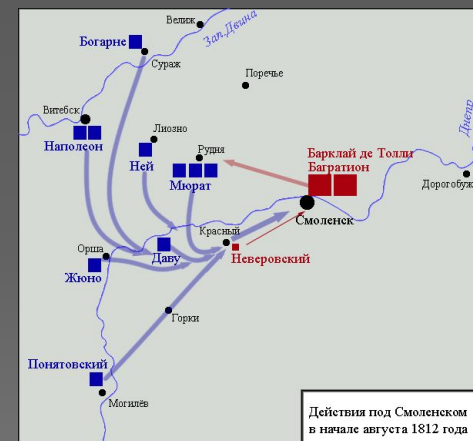 Велиж
Зап.Двина
Богарне
Сураж
Поречье
Витебск
Наполеон
Лиозно
Ней
Рудня
Мюрат
Барклай де Толли
Багратион
Днепр
Дорогобуж
Смоленск
Красный
Неверовский
Орша
Жюно
Даву
Горки
Понятовский
Могилёв
Действия под Смоленском
в начале августа 1812 года